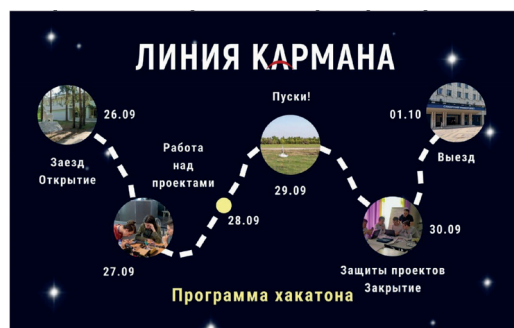 ЛИНИЯ КАРМАНА
26.09
Заезд
Открытие
27.09
Работа
над
проектами
28.09
Пуски!
29.09
30.09
Защиты проектов
Закрытие
01.10
Выезд
Программа хакатона